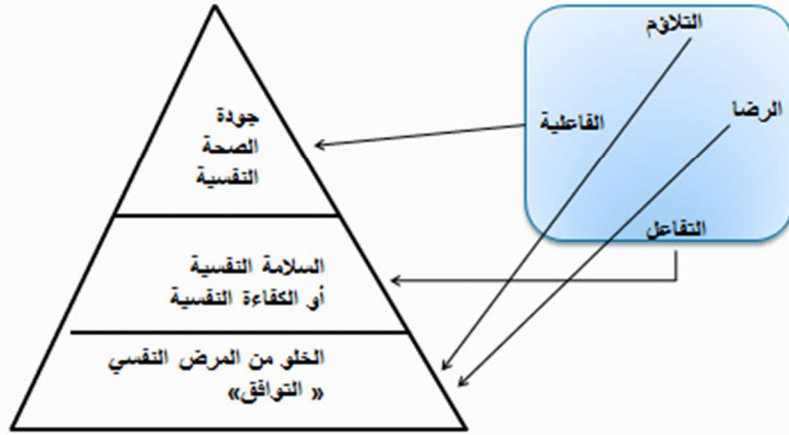 التلاؤم
الرضا
الفاعلية
التفاعل
جودة
الصحة
النفسية
السلامة النفسية
أو الكفاءة النفسية
الخلو من المرض النفسي
« التوافق»